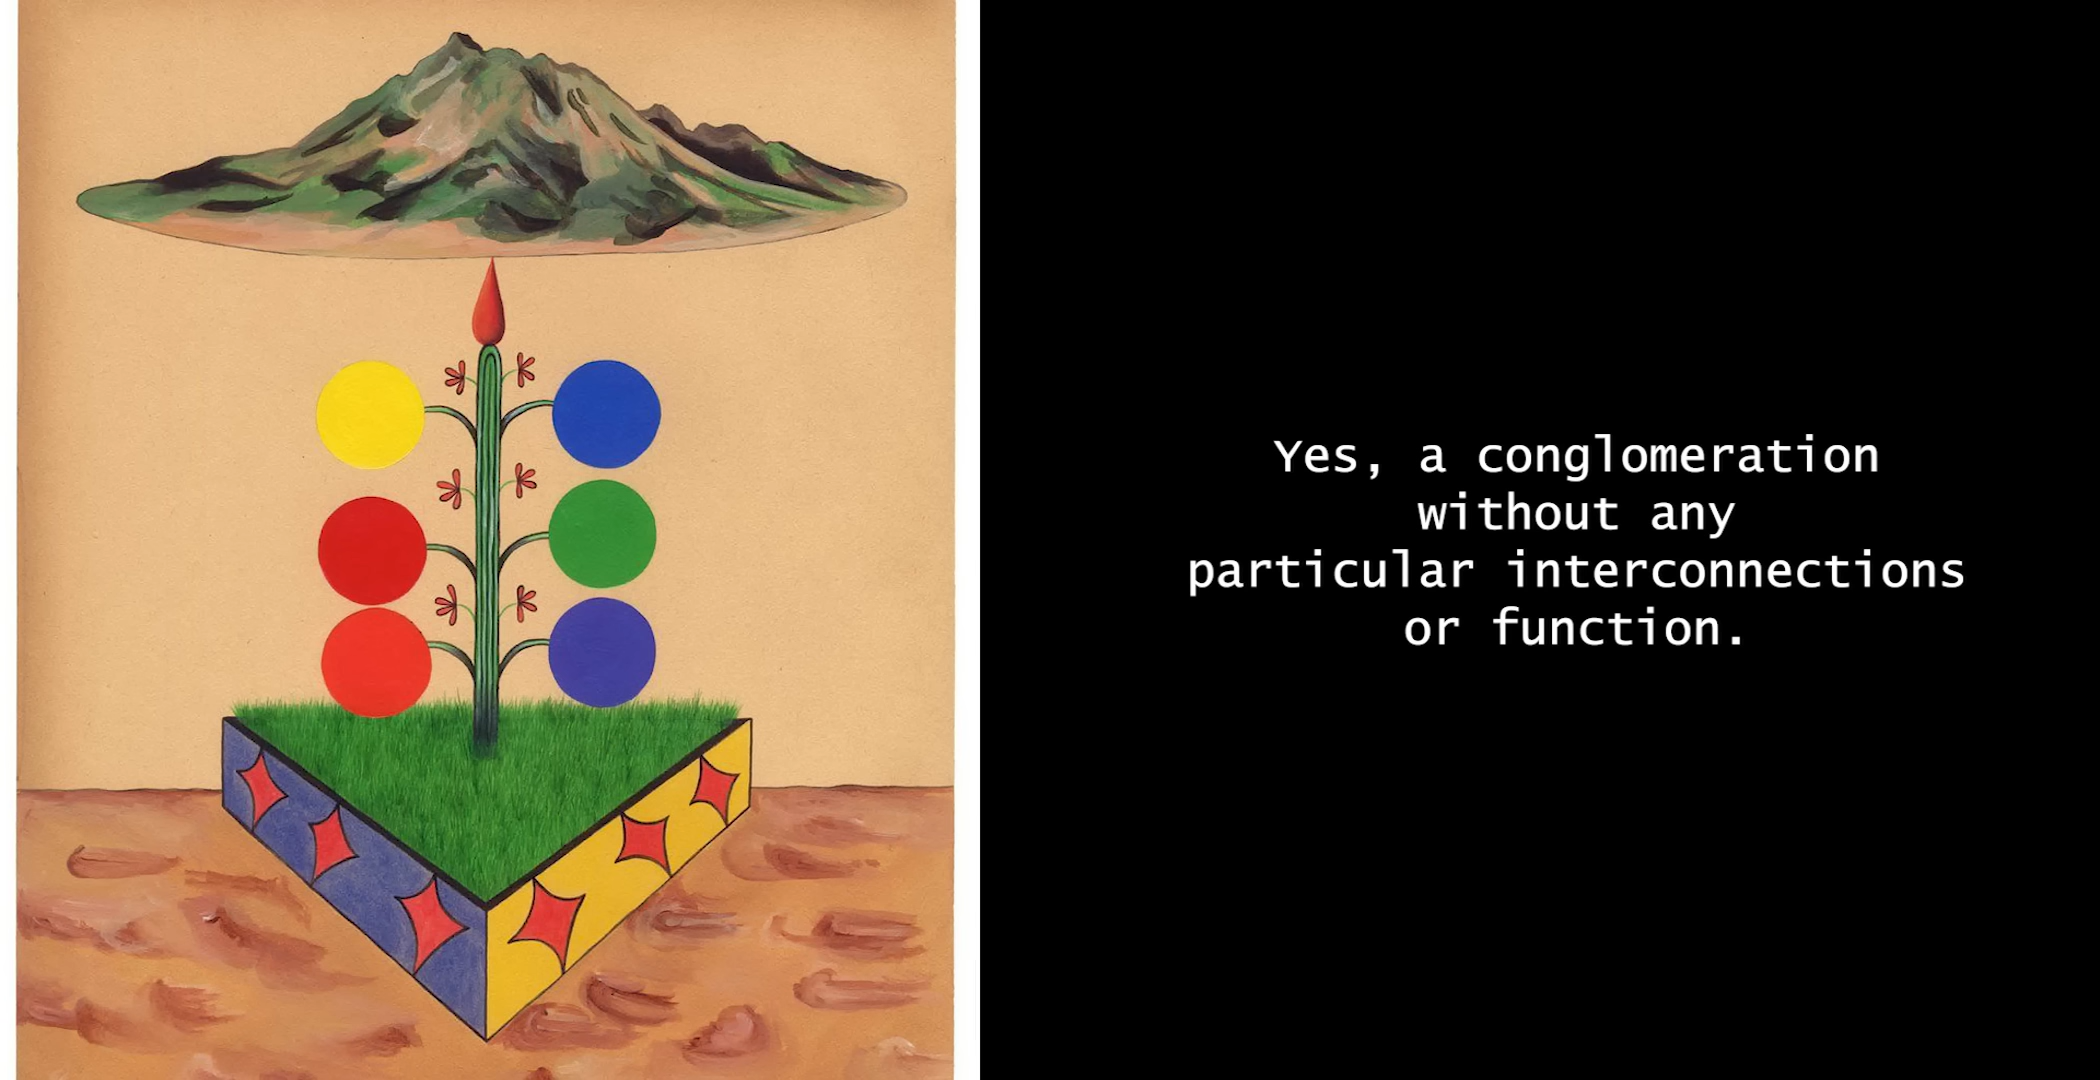 Yes, a conglomeration
without any
particular interconnections
or function.